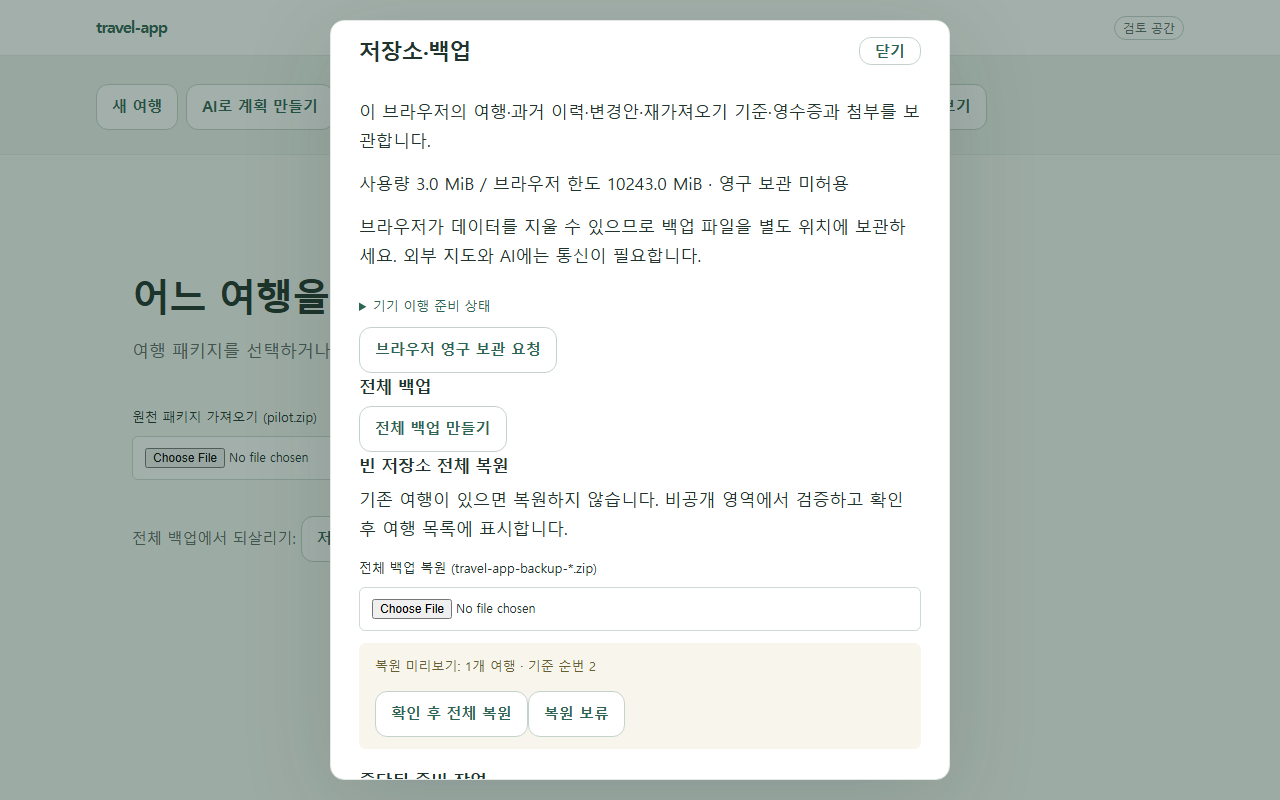 travel-app
검토 공간
새 여행
AI로 계획 만들기
보기
어느 여행을
여행 패키지를 선택하거나
원천 패키지 가져오기 (pilot.zip)
Choose File No file chosen
전체 백업에서 되살리기:
저장소·백업
닫기
이 브라우저의 여행·과거 이력·변경안·재가져오기 기준·영수증과 첨부를 보
관합니다.
사용량 3.0 MiB / 브라우저 한도 10243.0 MiB · 영구 보관 미허용
브라우저가 데이터를 지울 수 있으므로 백업 파일을 별도 위치에 보관하
세요. 외부 지도와 AI에는 통신이 필요합니다.
▶ 기기 이행 준비 상태
브라우저 영구 보관 요청
전체 백업
전체 백업 만들기
빈 저장소 전체 복원
기존 여행이 있으면 복원하지 않습니다. 비공개 영역에서 검증하고 확인
후 여행 목록에 표시합니다.
전체 백업 복원 (travel-app-backup-*.zip)
Choose File No file chosen
복원 미리보기: 1개 여행 · 기준 순번 2
확인 후 전체 복원
복원 보류
중단된 준비 작업